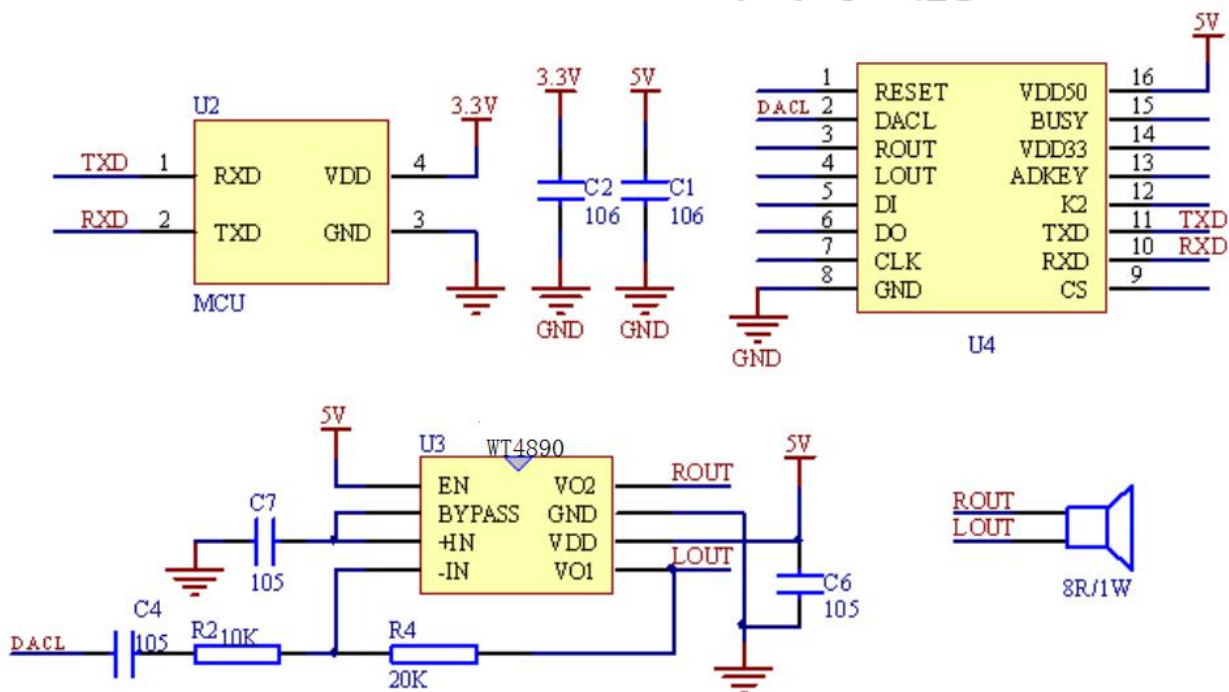 U2
TXD 1 RXD VDD 4 3.3V
RXD 2 TXD GND 3
MCU
3.3V
C2
106
GND
5V
C1
106
GND
5V
1 RESET VDD50 16
DACL 2 DACL BUSY 15
3 ROUT VDD33 14
4 LOUT ADKEY 13
5 DI K2 12
6 DO TXD 11 TXD
7 CLK RXD 10 RXD
8 GND CS 9
GND
U4
5V
U3 WT4890
EN VO2 ROUT
BYPASS GND
+IN VDD
-IN VO1 LOUT
C7
105
5V
C6
105
DACL
C4
105
R2 10K
R4
20K
ROUT
LOUT
8R/1W